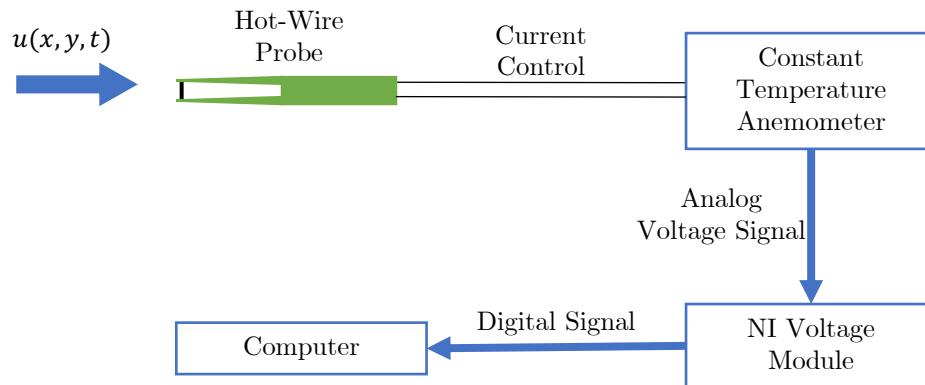 u(x, y, t)
Hot-Wire
Probe
Current
Control
Constant
Temperature
Anemometer
Analog
Voltage Signal
Digital Signal
NI Voltage
Module
Computer